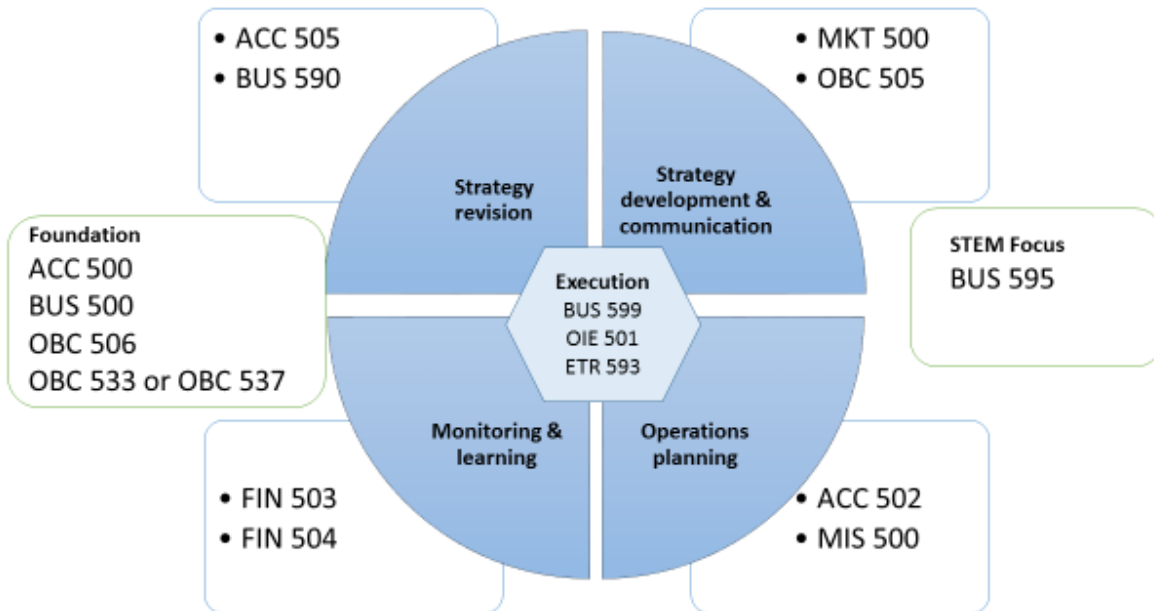 • ACC 505
• BUS 590
• MKT 500
• OBC 505
Strategy
revision
Strategy
development &
communication
Foundation
ACC 500
BUS 500
OBC 506
OBC 533 or OBC 537
Execution
BUS 599
OIE 501
ETR 593
STEM Focus
BUS 595
Monitoring &
learning
Operations
planning
• FIN 503
• FIN 504
• ACC 502
• MIS 500